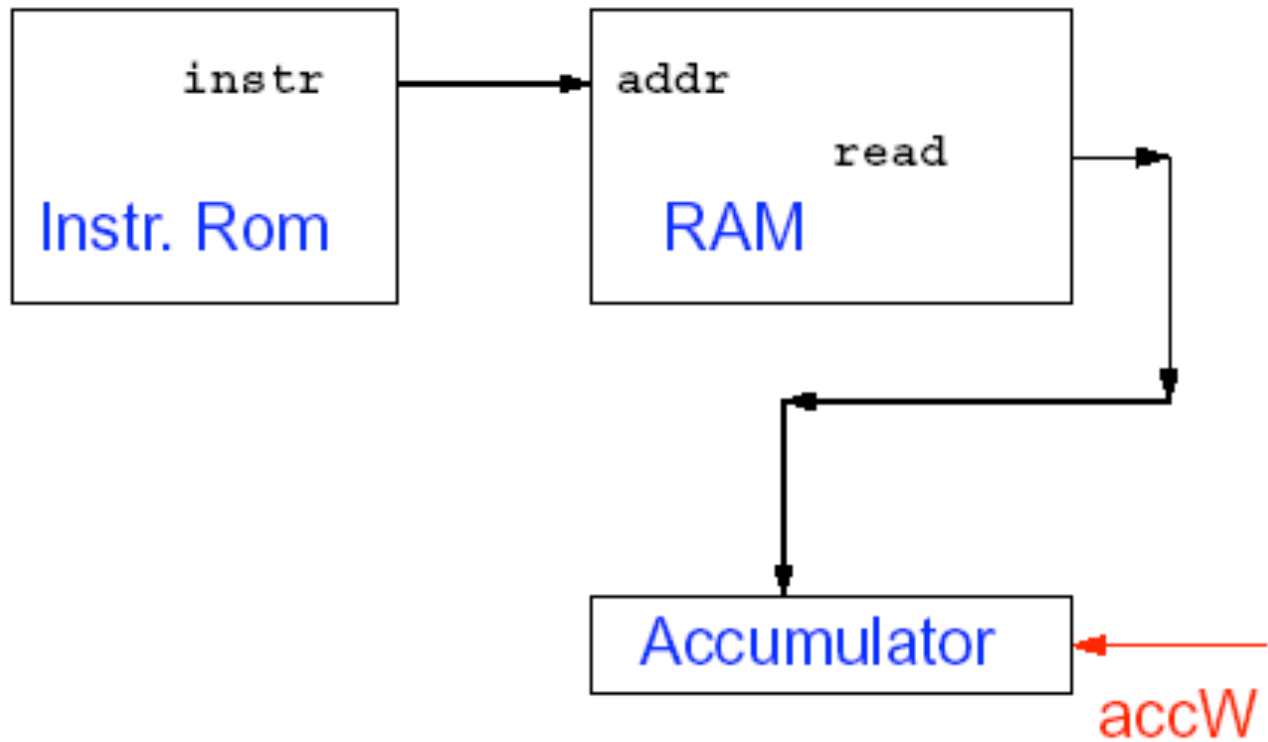 instr
addr
read
Instr. Rom
RAM
Accumulator
accW